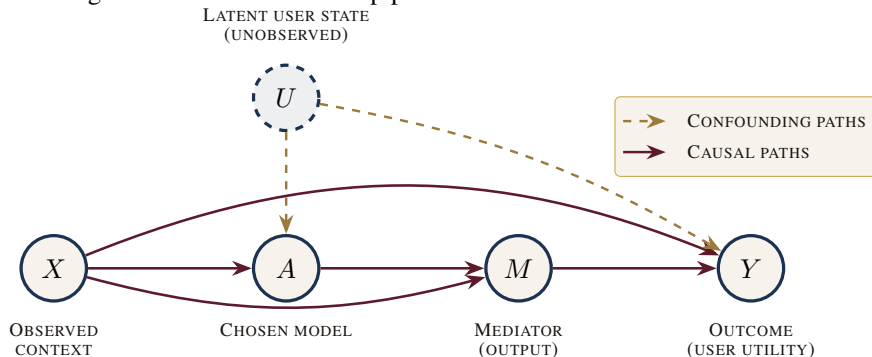 LATENT USER STATE
(UNOBSERVED)
U
CONFOUNDING PATHS
CAUSAL PATHS
X
A
M
Y
OBSERVED
CONTEXT
CHOSEN MODEL
MEDIATOR
(OUTPUT)
OUTCOME
(USER UTILITY)